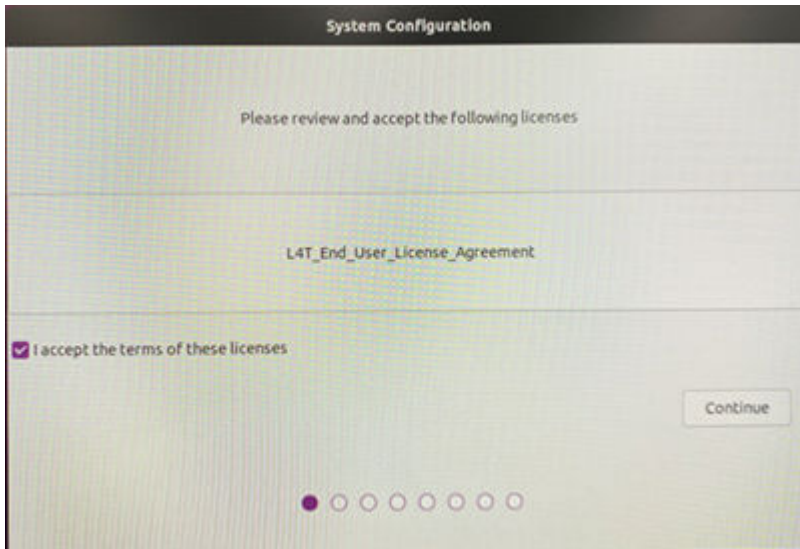 System Configuration
Please review and accept the following licenses
L4T_End_User_License_Agreement
I accept the terms of these licenses
Continue